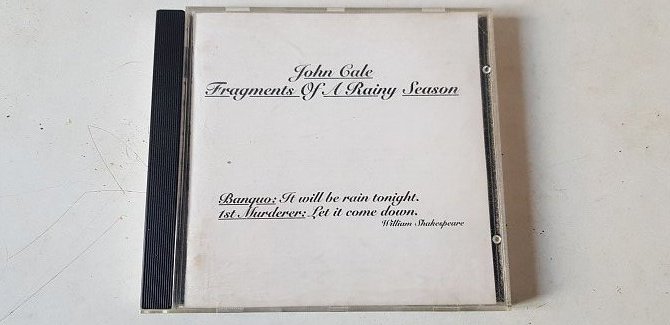 John Cale
Fragments Of A Rainy Season
Banquo: It will be rain tonight.
1st Murderer: Let it come down.
William Shakespeare